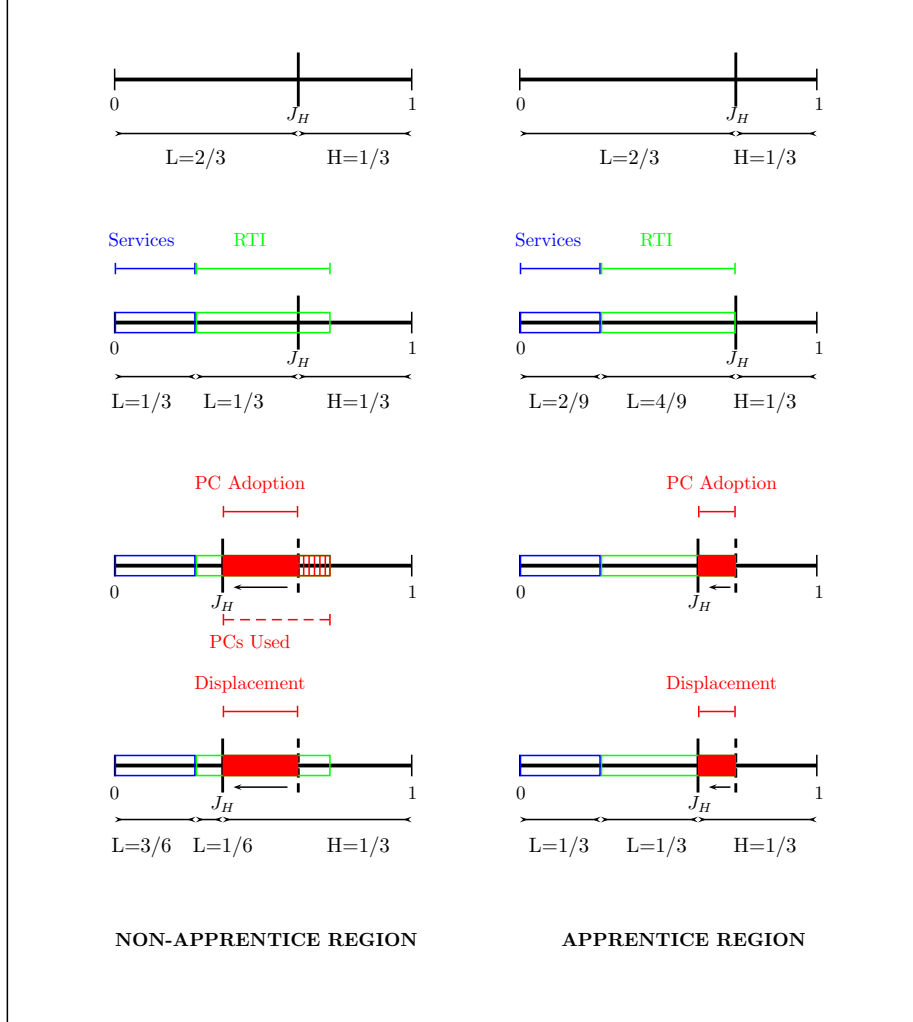 0 1 0 1
J_H J_H
L=2/3 H=1/3 L=2/3 H=1/3
Services RTI Services RTI
0 1 0 1
J_H J_H
L=1/3 L=1/3 H=1/3 L=2/9 L=4/9 H=1/3
PC Adoption PC Adoption
0 1 0 1
J_H J_H
PCs Used
Displacement Displacement
0 1 0 1
J_H J_H
L=3/6 L=1/6 H=1/3 L=1/3 L=1/3 H=1/3
NON-APPRENTICE REGION APPRENTICE REGION